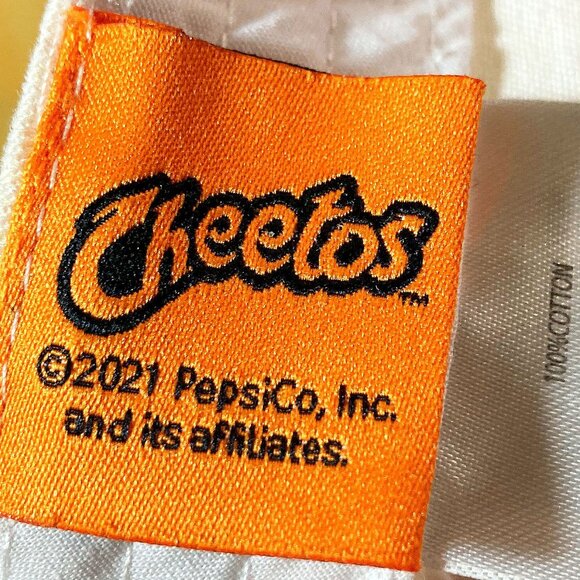 Cheetos™
©2021 PepsiCo, Inc.
and its affiliates.
100%COTTON